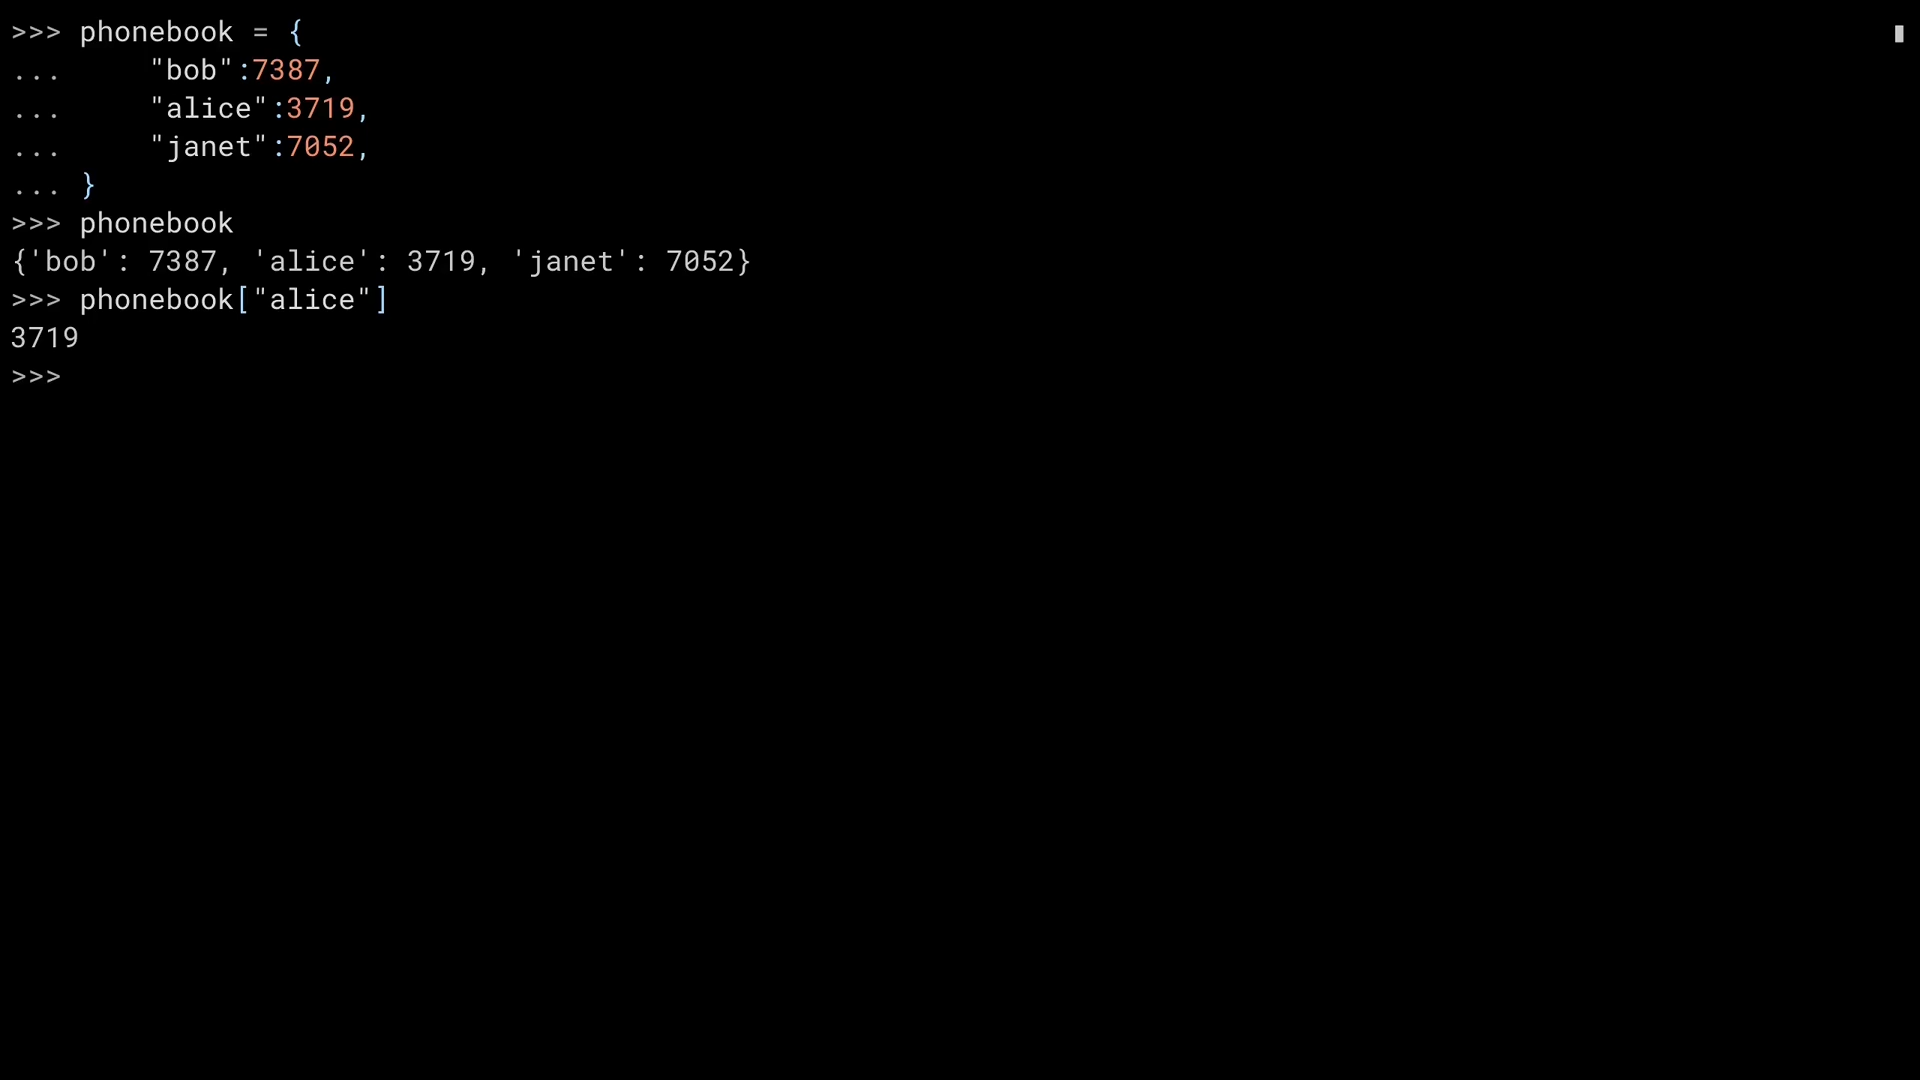 >>> phonebook = {
...     "bob":7387,
...     "alice":3719,
...     "janet":7052,
... }
>>> phonebook
{'bob': 7387, 'alice': 3719, 'janet': 7052}
>>> phonebook["alice"]
3719
>>>